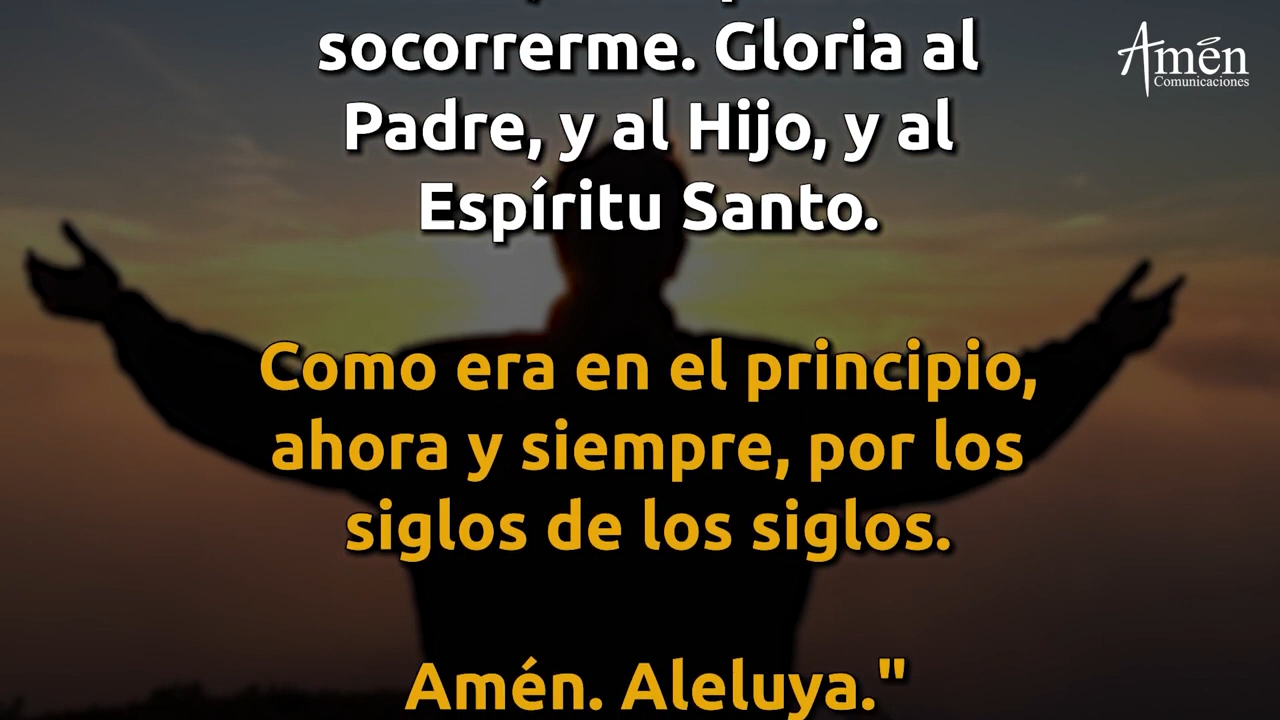 socorrerme. Gloria al
Padre, y al Hijo, y al
Espíritu Santo.
Como era en el principio,
ahora y siempre, por los
siglos de los siglos.
Amén. Aleluya."
Amén
Comunicaciones